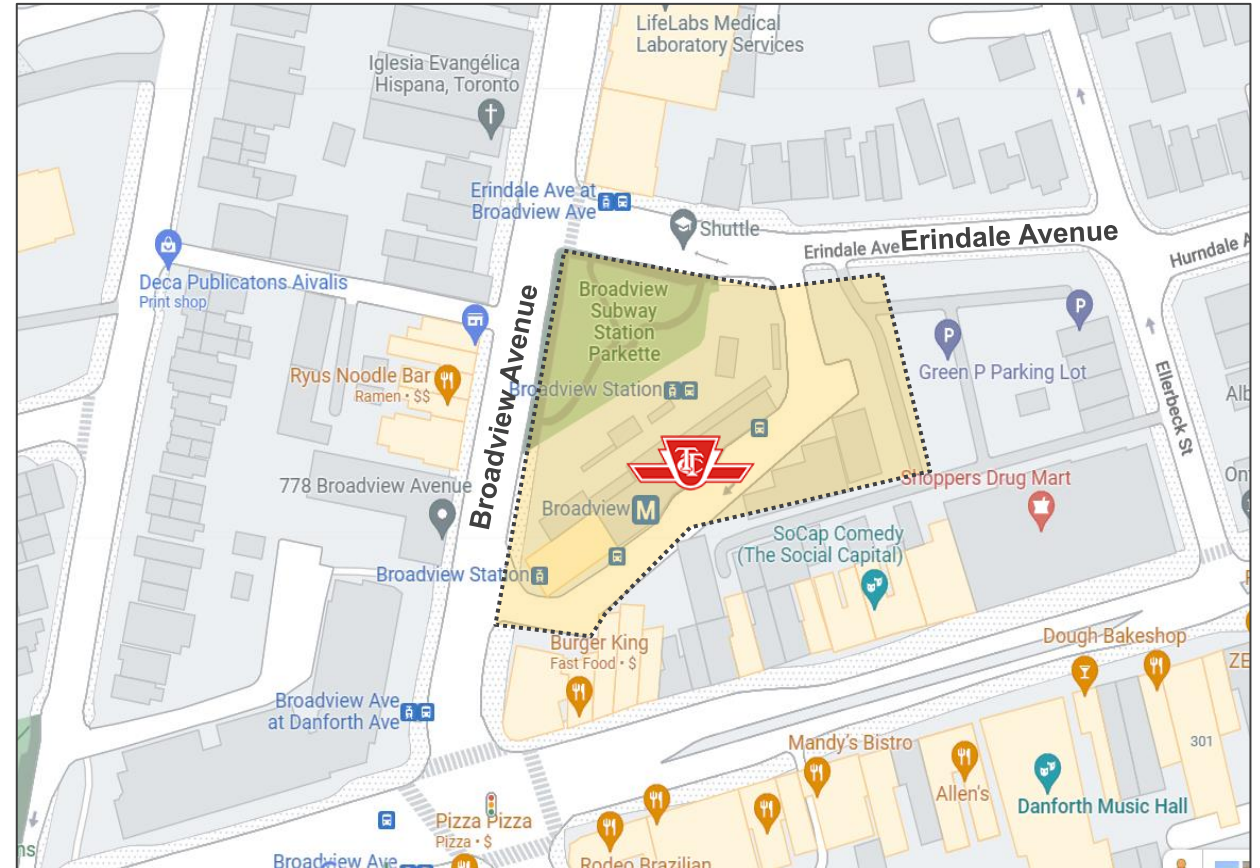 LifeLabs Medical
Laboratory Services
Iglesia Evangélica
Hispana, Toronto
Erindale Ave at
Broadview Ave
Shuttle
Erindale Ave
Erindale Avenue
Hurndale
Deca Publicatons Aivalis
Print shop
Broadview
Subway
Station
Parkette
Broadview Avenue
P
P
Green P Parking Lot
Ellerbeck St
Ryus Noodle Bar
Ramen • $$
Broadview Station
Alb
TTC
778 Broadview Avenue
Shoppers Drug Mart
On
Broadview M
SoCap Comedy
(The Social Capital)
Broadview Station
Burger King
Fast Food • $
Dough Bakeshop
ZE
Broadview Ave
at Danforth Ave
Mandy's Bistro
301
Allen's
Danforth Music Hall
Pizza Pizza
Pizza • $
ns
Broadview Ave
Rodeo Brazilian